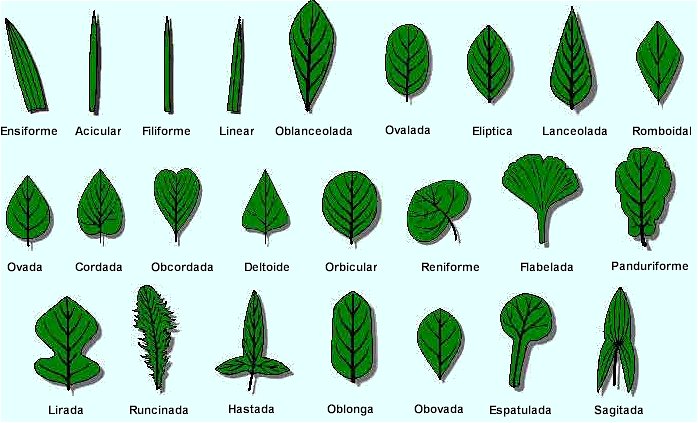 Ensiforme Acicular Filiforme Linear Oblanceolada Ovalada Elíptica Lanceolada Romboidal
Ovada Cordada Obcordada Deltoide Orbicular Reniforme Flabelada Panduriforme
Lirada Runcinada Hastada Oblonga Obovada Espatulada Sagitada